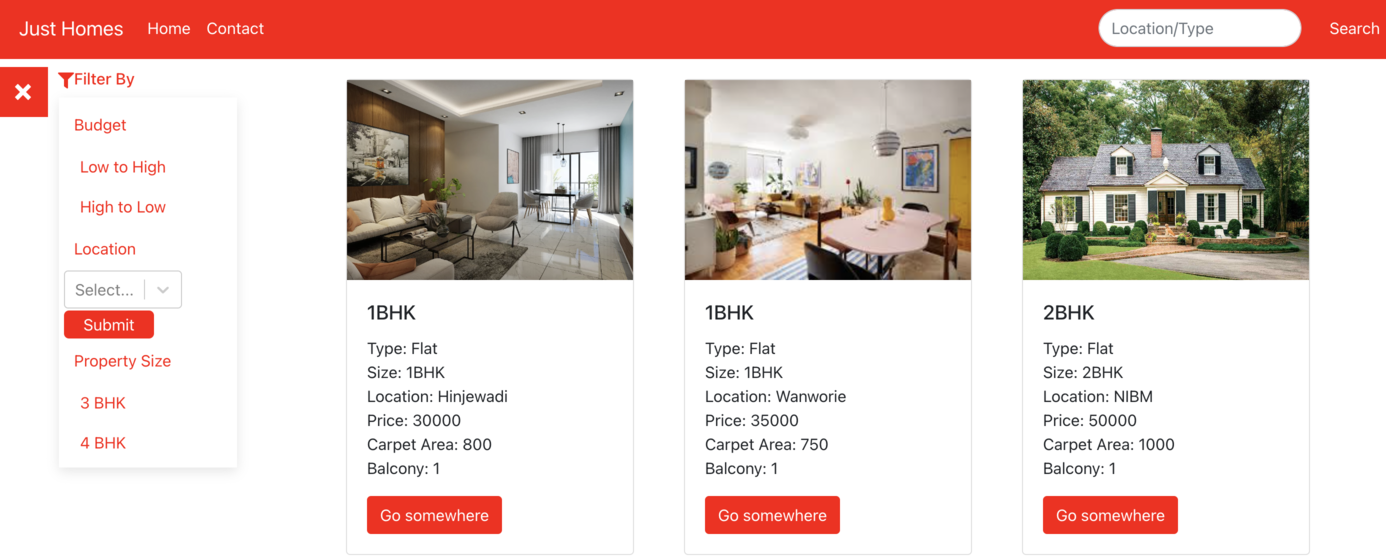 Just Homes Home Contact Location/Type Search
Filter By
Budget
Low to High
High to Low
Location
Select...
Submit
Property Size
3 BHK
4 BHK
1BHK
Type: Flat
Size: 1BHK
Location: Hinjewadi
Price: 30000
Carpet Area: 800
Balcony: 1
Go somewhere
1BHK
Type: Flat
Size: 1BHK
Location: Wanworie
Price: 35000
Carpet Area: 750
Balcony: 1
Go somewhere
2BHK
Type: Flat
Size: 2BHK
Location: NIBM
Price: 50000
Carpet Area: 1000
Balcony: 1
Go somewhere